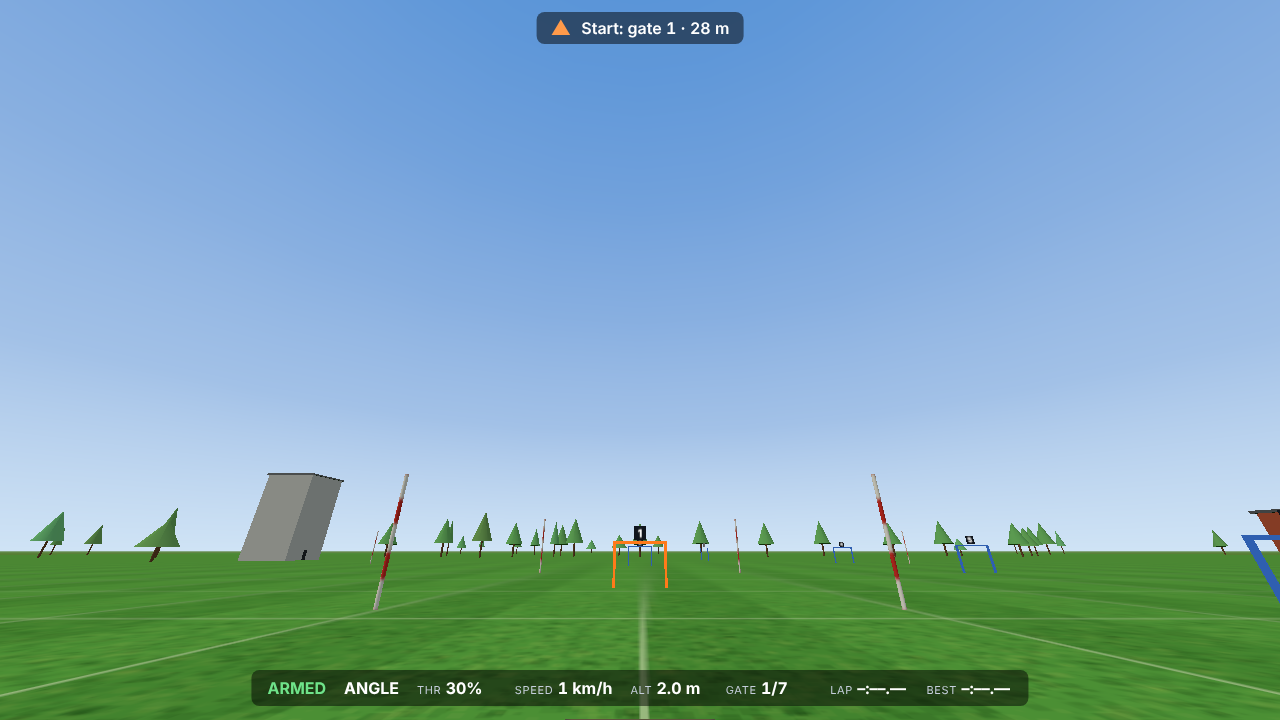 Start: gate 1 · 28 m
1
ARMED ANGLE THR 30% SPEED 1 km/h ALT 2.0 m GATE 1/7 LAP –:––.–– BEST –:––.––